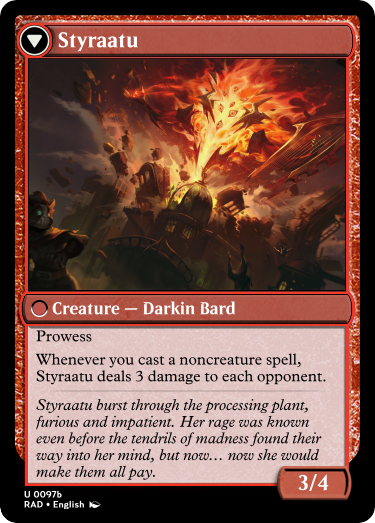 Styraatu
Creature — Darkin Bard
Prowess
Whenever you cast a noncreature spell,
Styraatu deals 3 damage to each opponent.
Styraatu burst through the processing plant,
furious and impatient. Her rage was known
even before the tendrils of madness found their
way into her mind, but now… now she would
make them all pay.
3/4
U 0097b
RAD • English